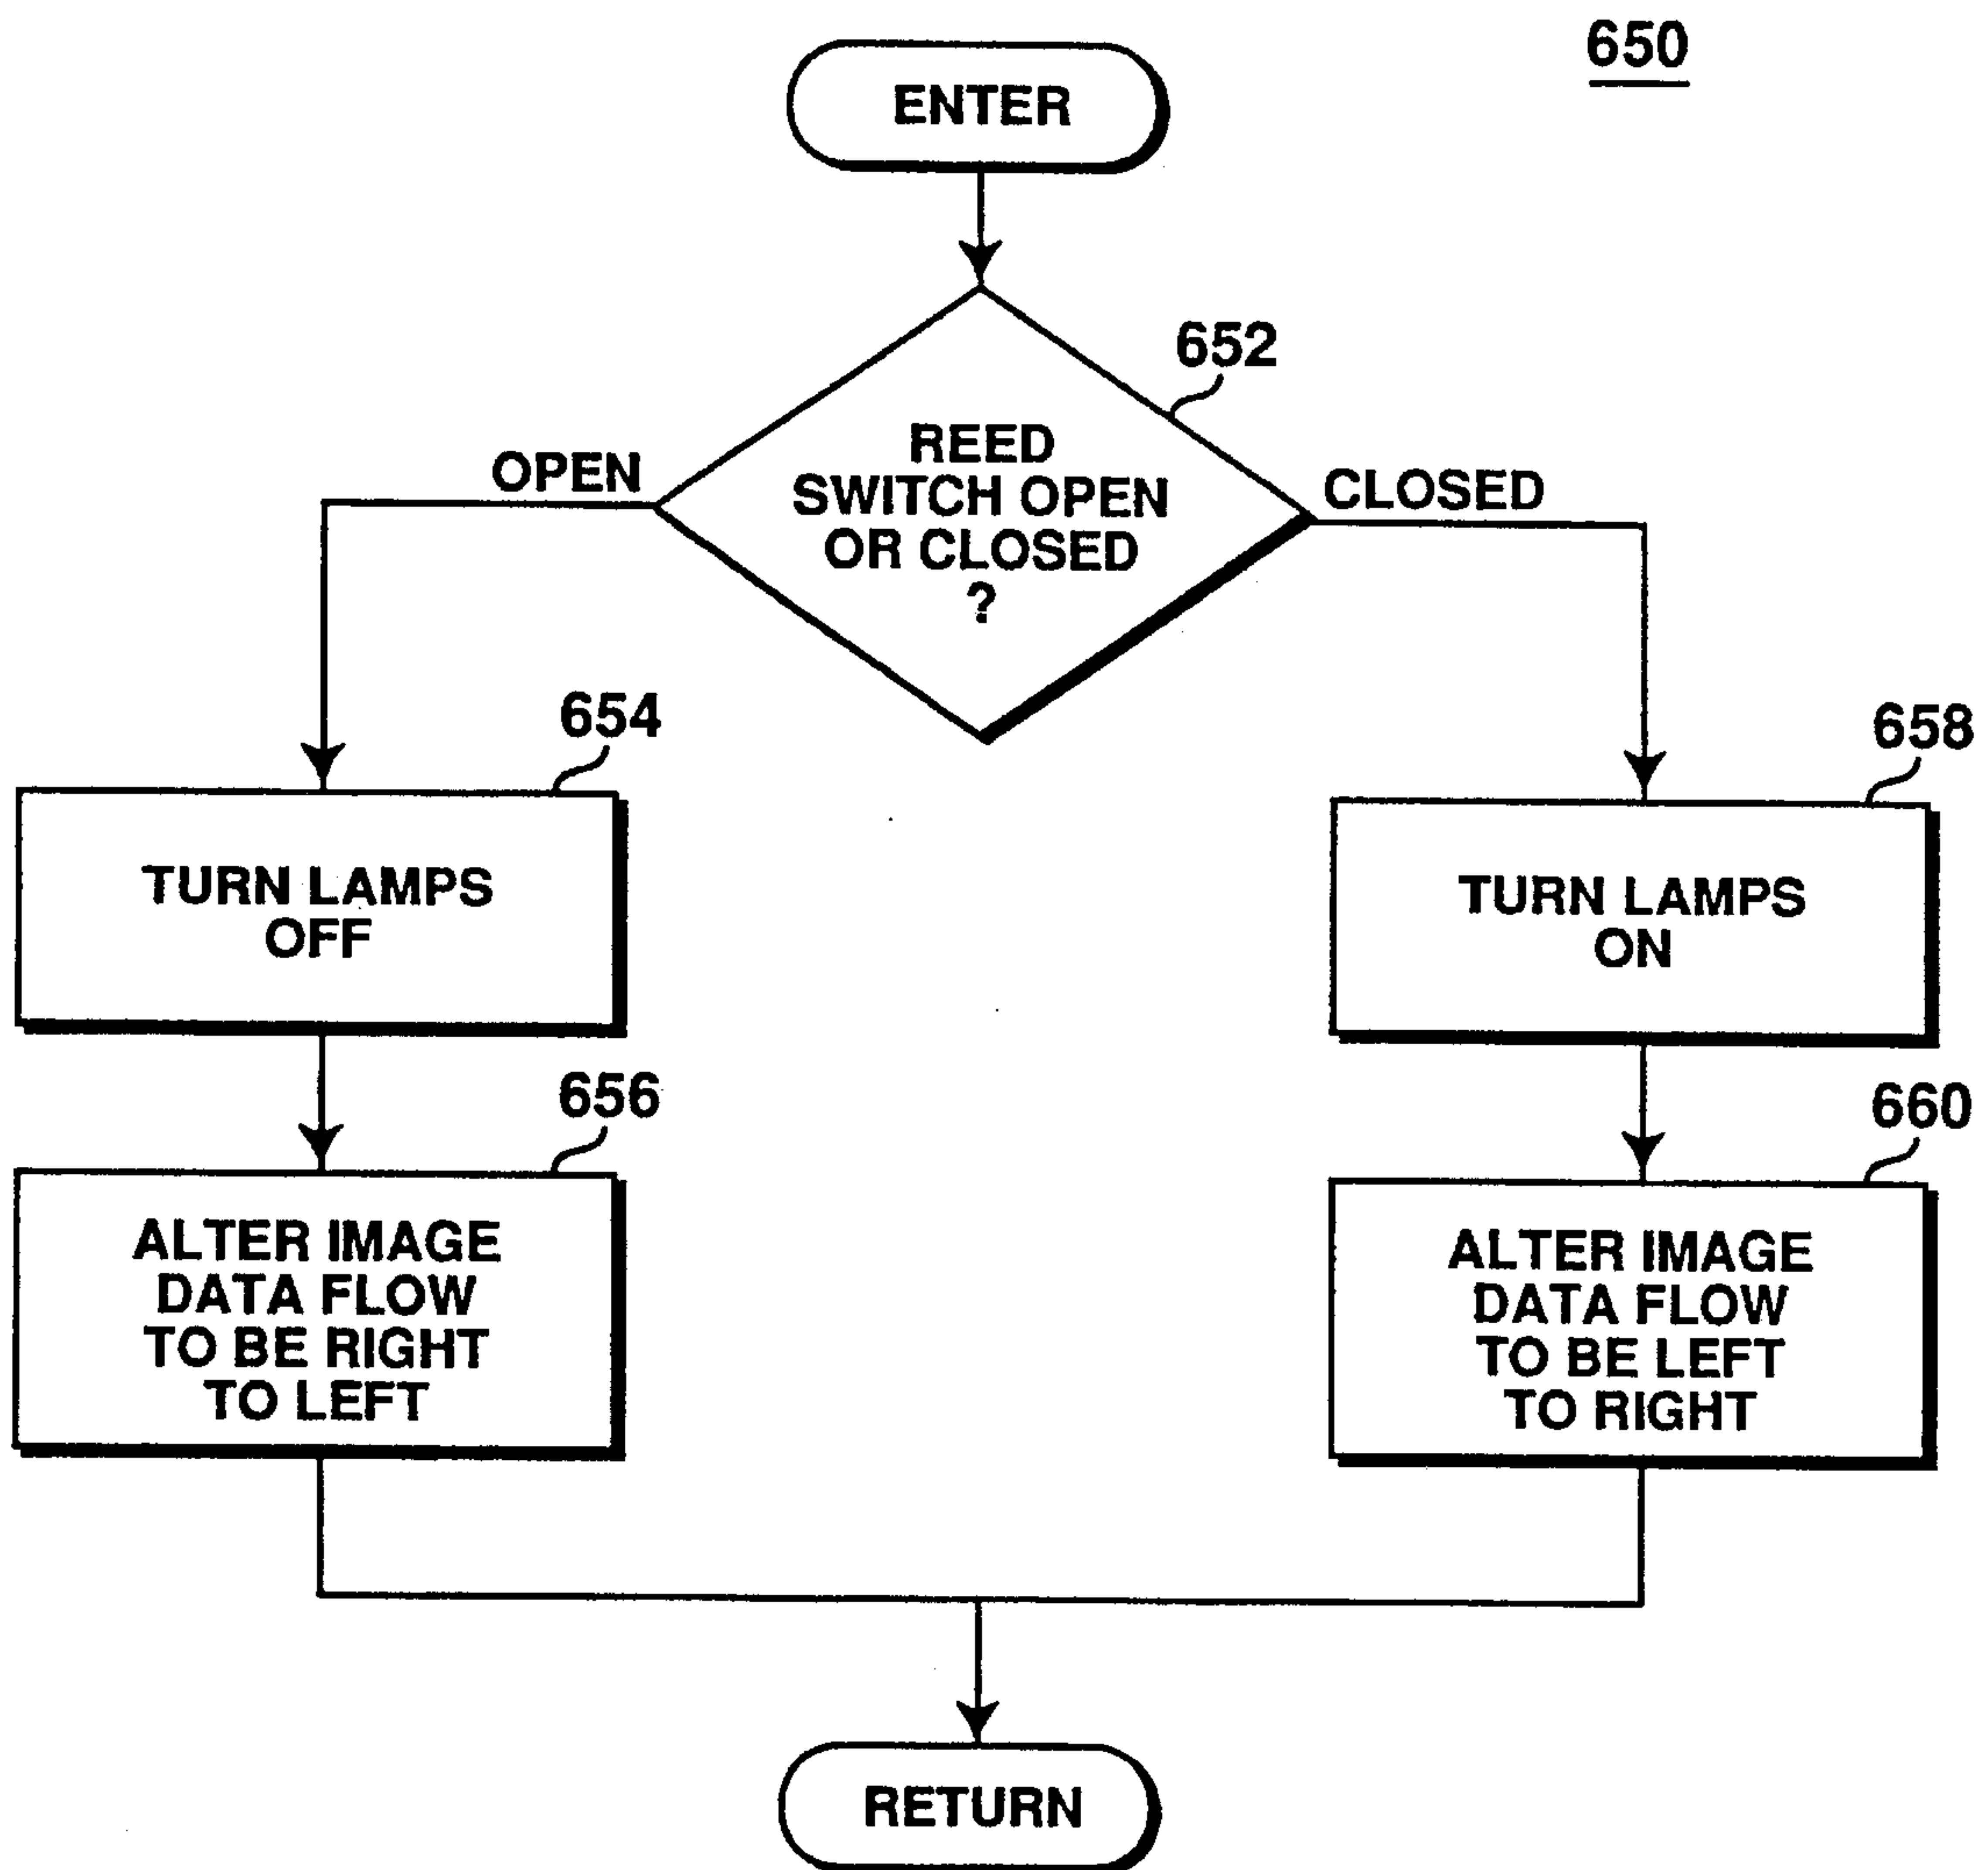 650
ENTER
652
REED
SWITCH OPEN
OR CLOSED
?
OPEN
CLOSED
654
TURN LAMPS
OFF
658
TURN LAMPS
ON
656
ALTER IMAGE
DATA FLOW
TO BE RIGHT
TO LEFT
660
ALTER IMAGE
DATA FLOW
TO BE LEFT
TO RIGHT
RETURN